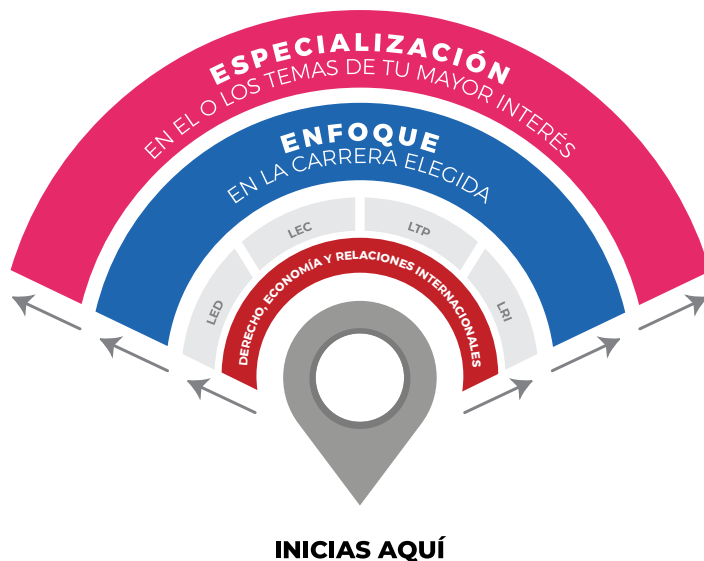 ESPECIALIZACIÓN
EN EL O LOS TEMAS DE TU MAYOR INTERÉS
ENFOQUE
EN LA CARRERA ELEGIDA
LED
LEC
LTP
LRI
DERECHO, ECONOMÍA Y RELACIONES INTERNACIONALES
INICIAS AQUÍ